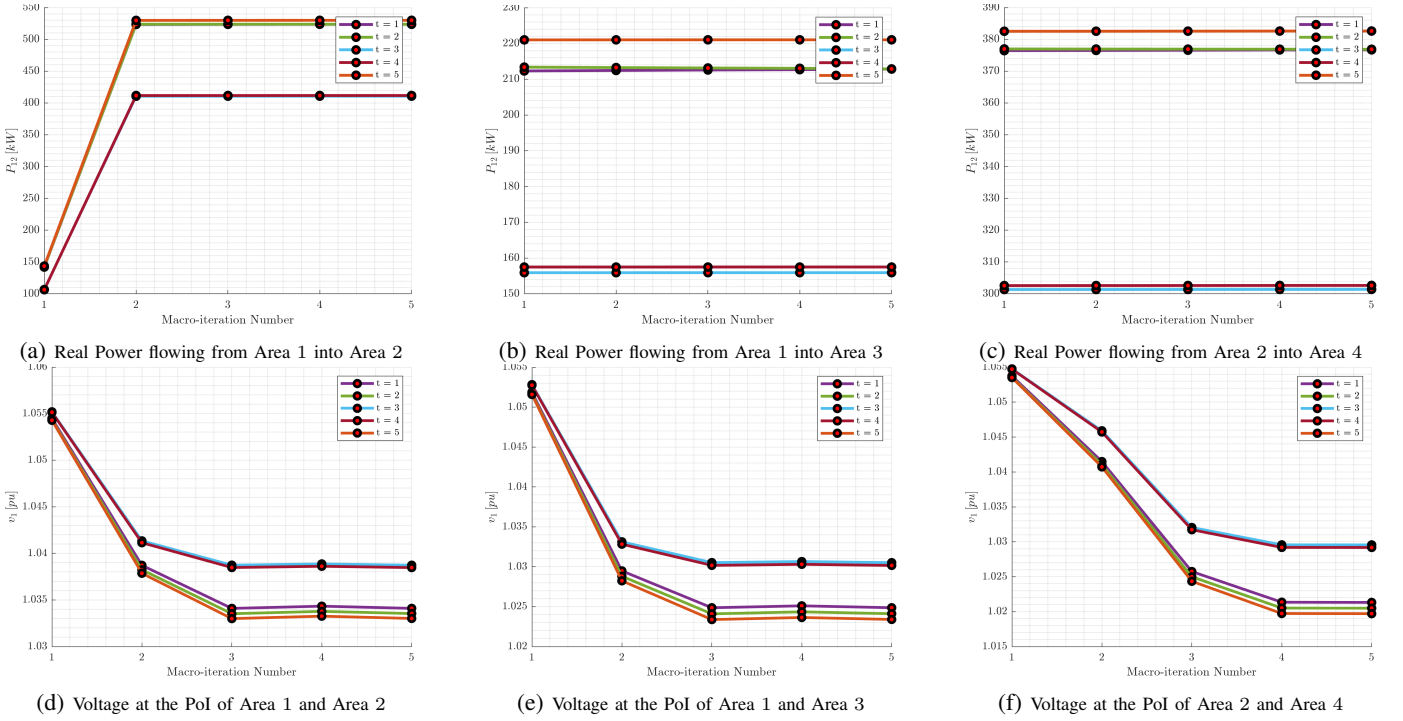 550
500
450
400
350
300
250
200
150
100
P12 [kW]
1 2 3 4 5
Macro-iteration Number
t = 1
t = 2
t = 3
t = 4
t = 5
(a) Real Power flowing from Area 1 into Area 2
230
220
210
200
190
180
170
160
150
P12 [kW]
1 2 3 4 5
Macro-iteration Number
t = 1
t = 2
t = 3
t = 4
t = 5
(b) Real Power flowing from Area 1 into Area 3
390
380
370
360
350
340
330
320
310
300
P12 [kW]
1 2 3 4 5
Macro-iteration Number
t = 1
t = 2
t = 3
t = 4
t = 5
(c) Real Power flowing from Area 2 into Area 4
1.06
1.055
1.05
1.045
1.04
1.035
1.03
v1 [pu]
1 2 3 4 5
Macro-iteration Number
t = 1
t = 2
t = 3
t = 4
t = 5
(d) Voltage at the PoI of Area 1 and Area 2
1.055
1.05
1.045
1.04
1.035
1.03
1.025
1.02
v1 [pu]
1 2 3 4 5
Macro-iteration Number
t = 1
t = 2
t = 3
t = 4
t = 5
(e) Voltage at the PoI of Area 1 and Area 3
1.055
1.05
1.045
1.04
1.035
1.03
1.025
1.02
1.015
v1 [pu]
1 2 3 4 5
Macro-iteration Number
t = 1
t = 2
t = 3
t = 4
t = 5
(f) Voltage at the PoI of Area 2 and Area 4